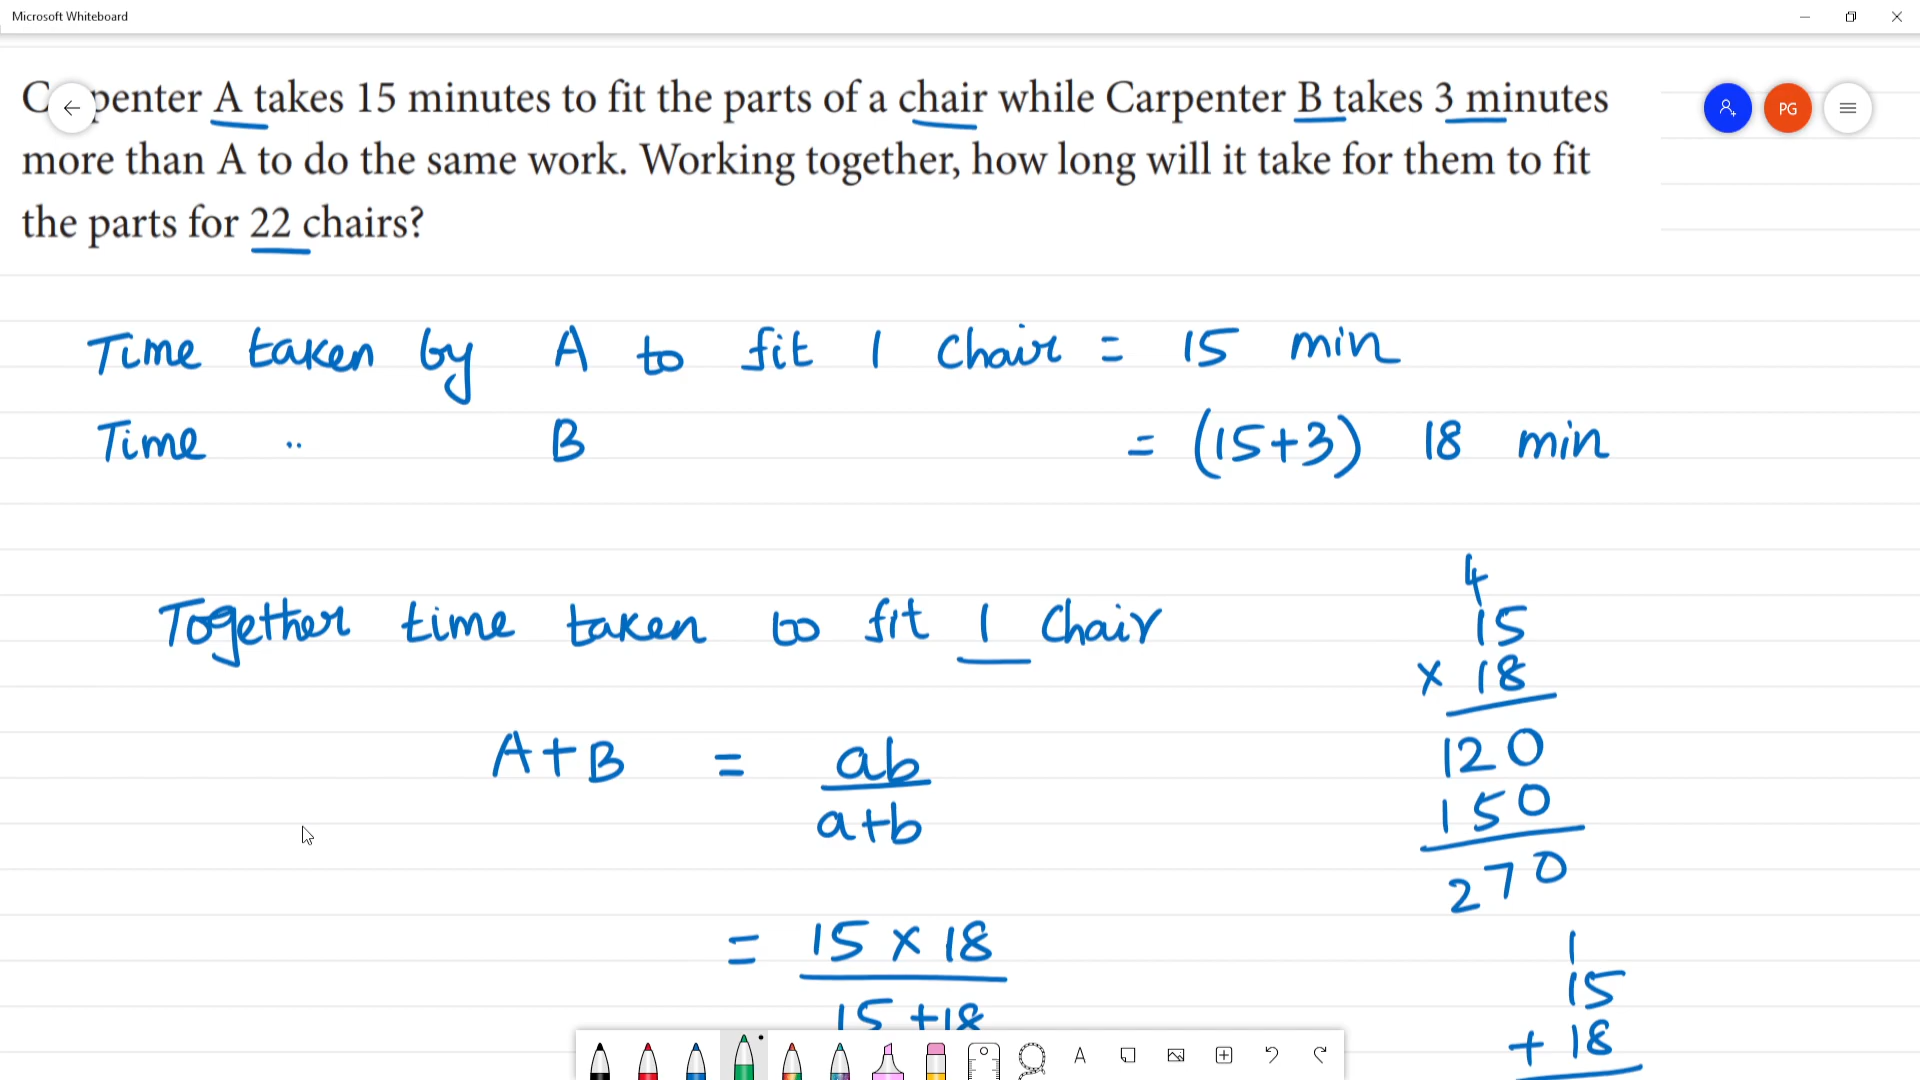 Microsoft Whiteboard
C penter A takes 15 minutes to fit the parts of a chair while Carpenter B takes 3 minutes
more than A to do the same work. Working together, how long will it take for them to fit
the parts for 22 chairs?
PG
Time taken by A to fit 1 chair = 15 min
Time .. B = (15+3) 18 min
Together time taken to fit 1 chair
A+B = ab
a+b
= 15 × 18
15 +18
4
15
× 18
120
150
270
1
15
+ 18
A